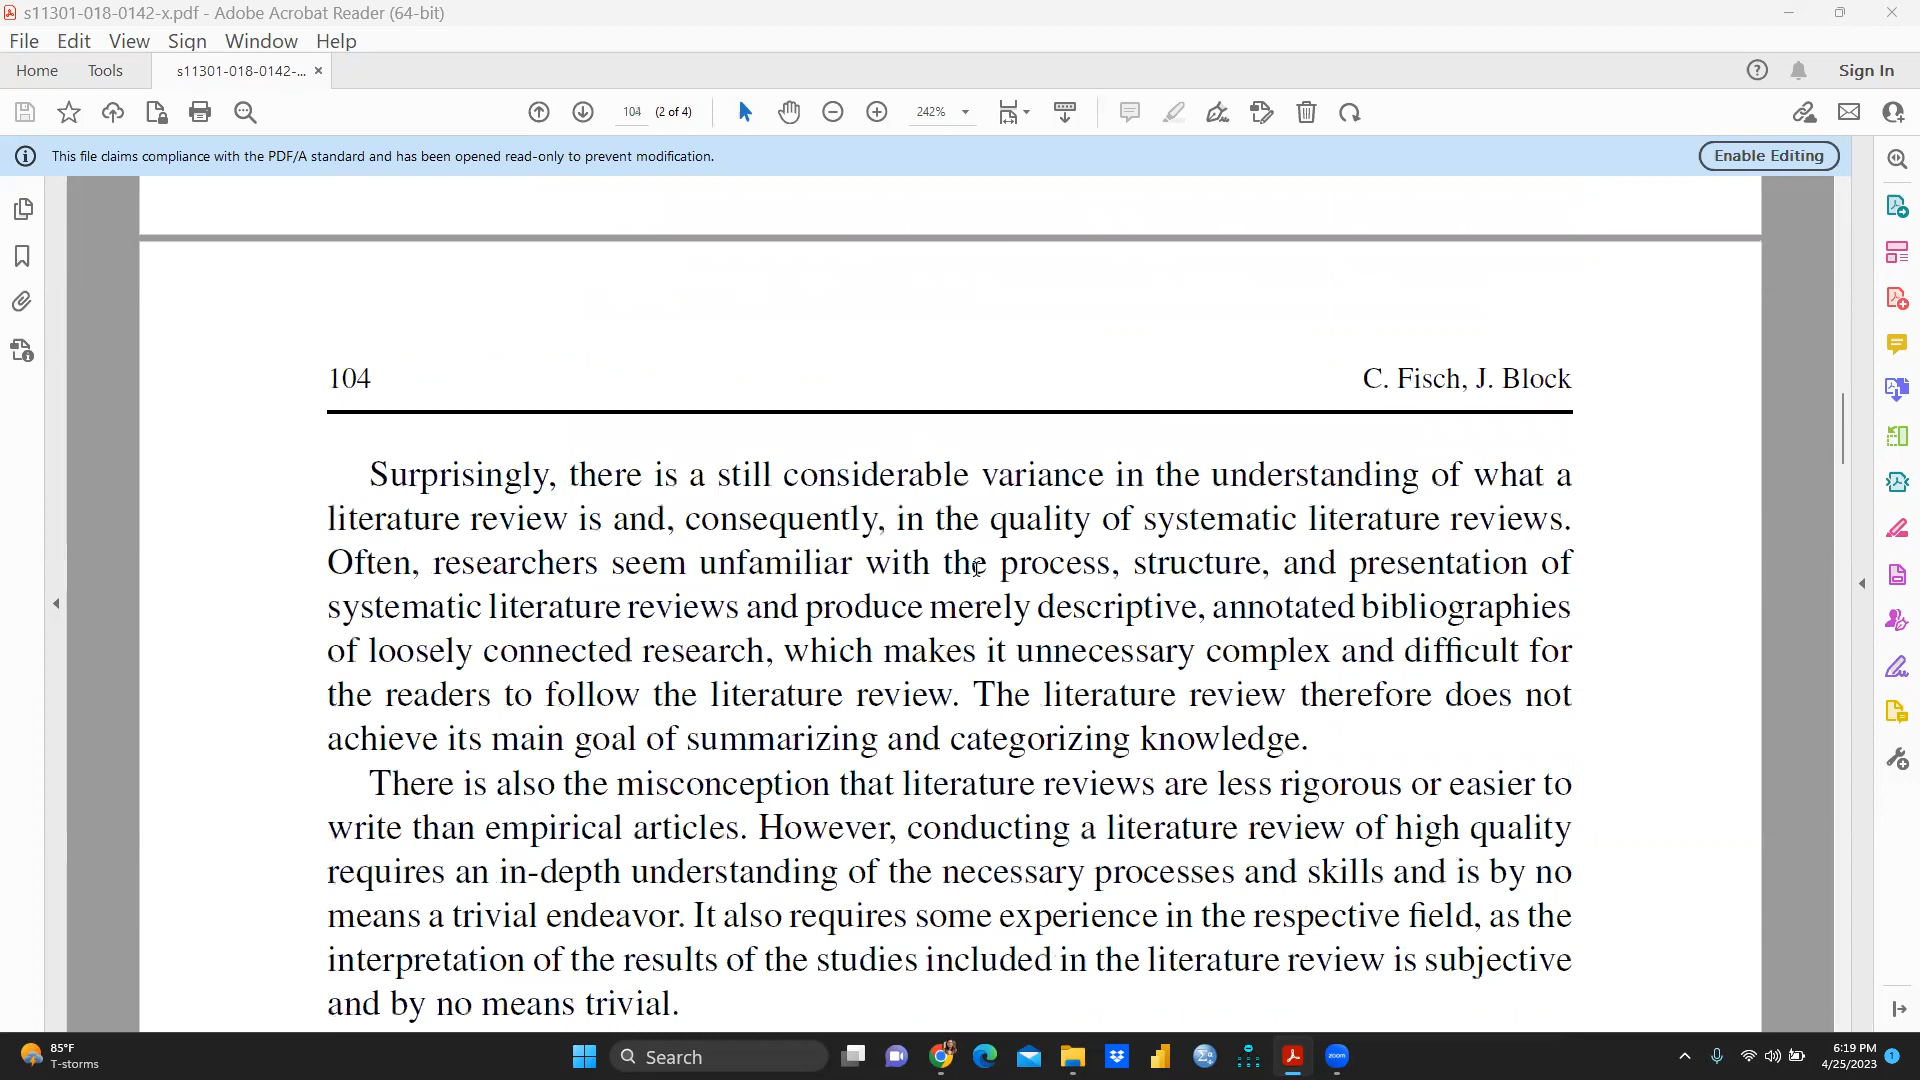 s11301-018-0142-x.pdf - Adobe Acrobat Reader (64-bit)
File Edit View Sign Window Help
Home Tools s11301-018-0142-... × Sign In
104 (2 of 4) 242%
This file claims compliance with the PDF/A standard and has been opened read-only to prevent modification. Enable Editing
104 C. Fisch, J. Block
Surprisingly, there is a still considerable variance in the understanding of what a
literature review is and, consequently, in the quality of systematic literature reviews.
Often, researchers seem unfamiliar with the process, structure, and presentation of
systematic literature reviews and produce merely descriptive, annotated bibliographies
of loosely connected research, which makes it unnecessary complex and difficult for
the readers to follow the literature review. The literature review therefore does not
achieve its main goal of summarizing and categorizing knowledge.
There is also the misconception that literature reviews are less rigorous or easier to
write than empirical articles. However, conducting a literature review of high quality
requires an in-depth understanding of the necessary processes and skills and is by no
means a trivial endeavor. It also requires some experience in the respective field, as the
interpretation of the results of the studies included in the literature review is subjective
and by no means trivial.
85°F
T-storms
Search
zoom
6:19 PM
4/25/2023
1